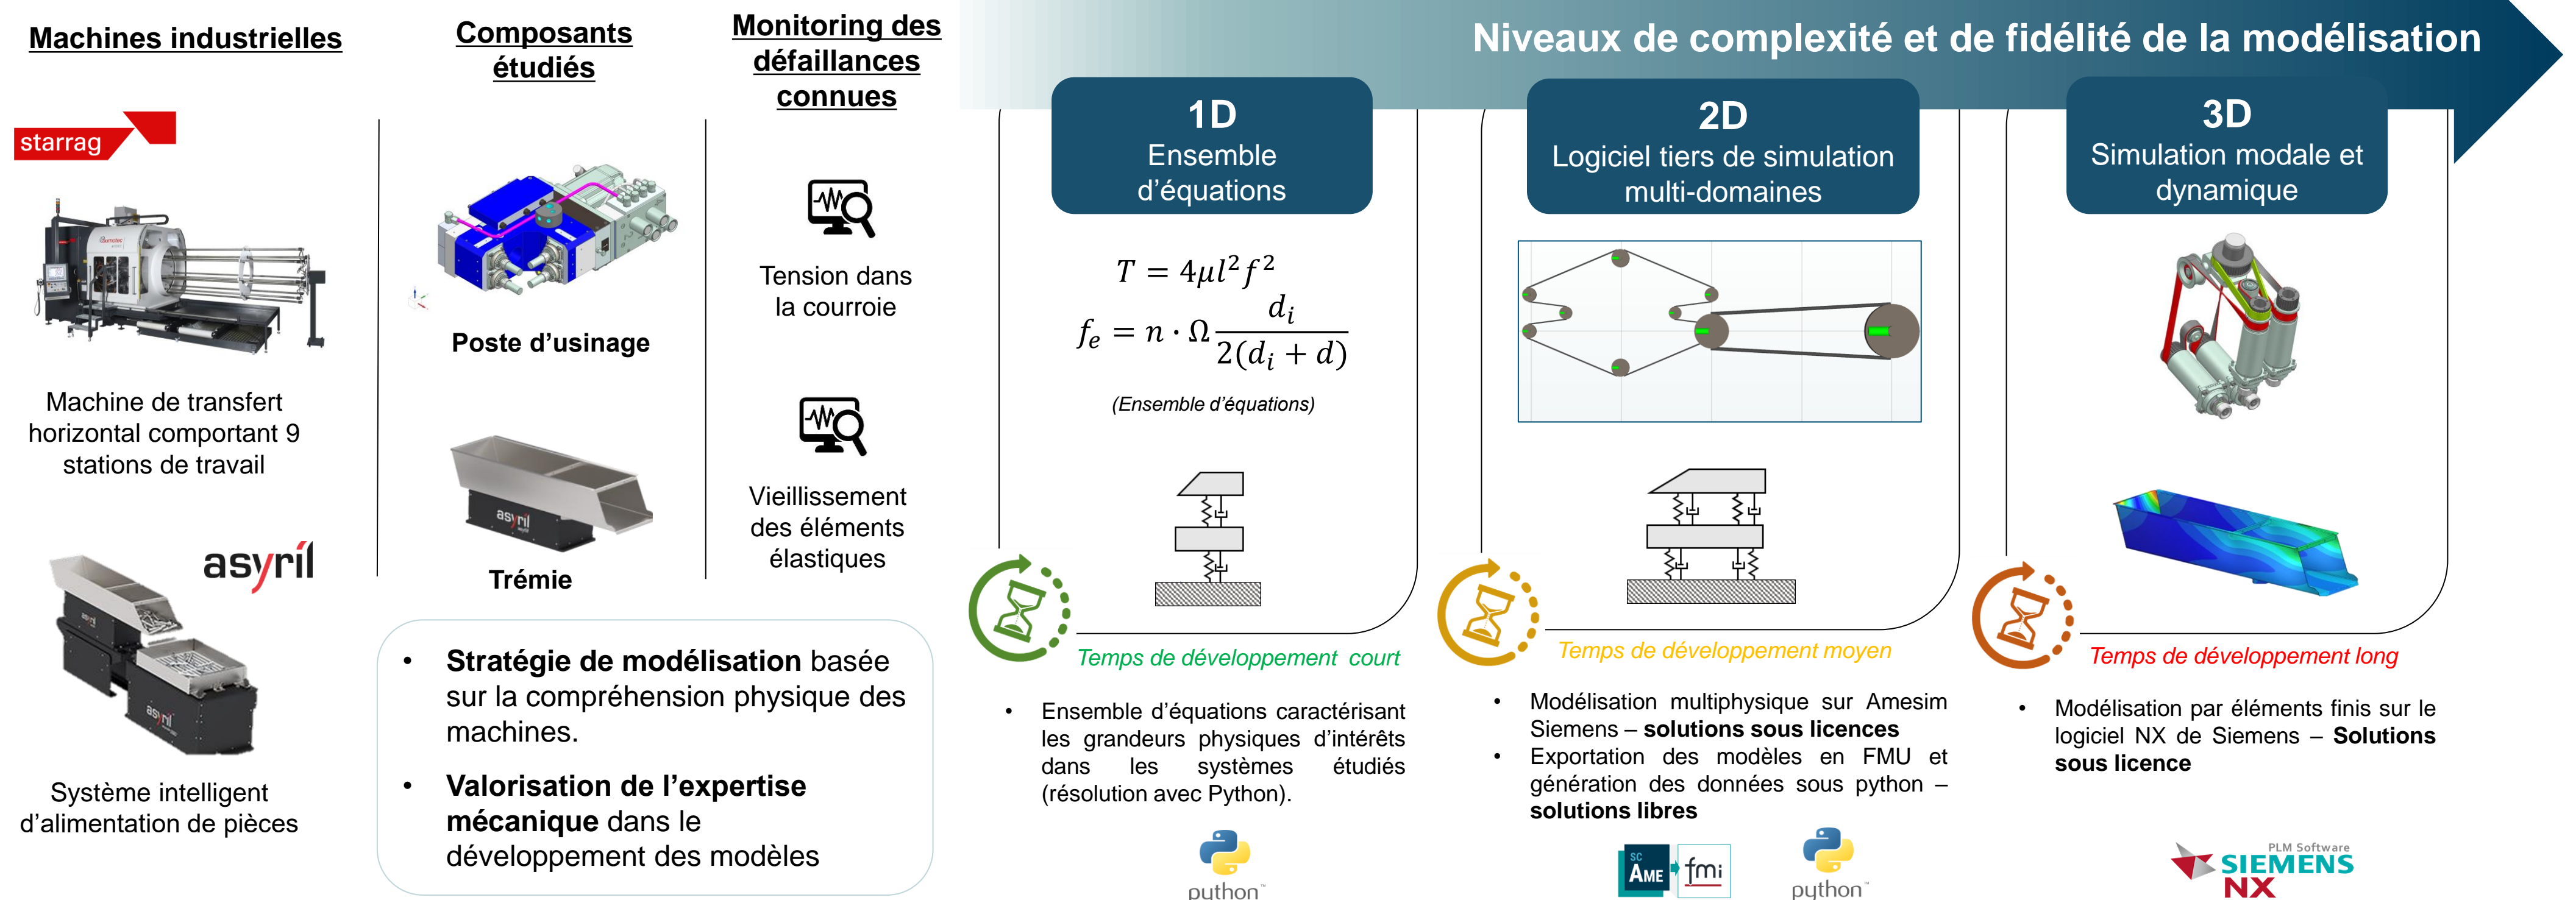 Machines industrielles
starrag
Bumotec
Machine de transfert
horizontal comportant 9
stations de travail
asyril
asyril
asyril
Système intelligent
d'alimentation de pièces
Composants
étudiés
Poste d'usinage
asyril
Trémie
Monitoring des
défaillances
connues
Tension dans
la courroie
Vieillissement
des éléments
élastiques
• Stratégie de modélisation basée
sur la compréhension physique des
machines.
• Valorisation de l'expertise
mécanique dans le
développement des modèles
Niveaux de complexité et de fidélité de la modélisation
1D
Ensemble
d'équations
T = 4μl²f²
f_e = n · Ω d_i / 2(d_i + d)
(Ensemble d'équations)
Temps de développement court
• Ensemble d'équations caractérisant
les grandeurs physiques d'intérêts
dans les systèmes étudiés
(résolution avec Python).
python™
2D
Logiciel tiers de simulation
multi-domaines
Temps de développement moyen
• Modélisation multiphysique sur Amesim
Siemens – solutions sous licences
• Exportation des modèles en FMU et
génération des données sous python –
solutions libres
SC
AME
fmi
python™
3D
Simulation modale et
dynamique
Temps de développement long
• Modélisation par éléments finis sur le
logiciel NX de Siemens – Solutions
sous licence
PLM Software
SIEMENS
NX